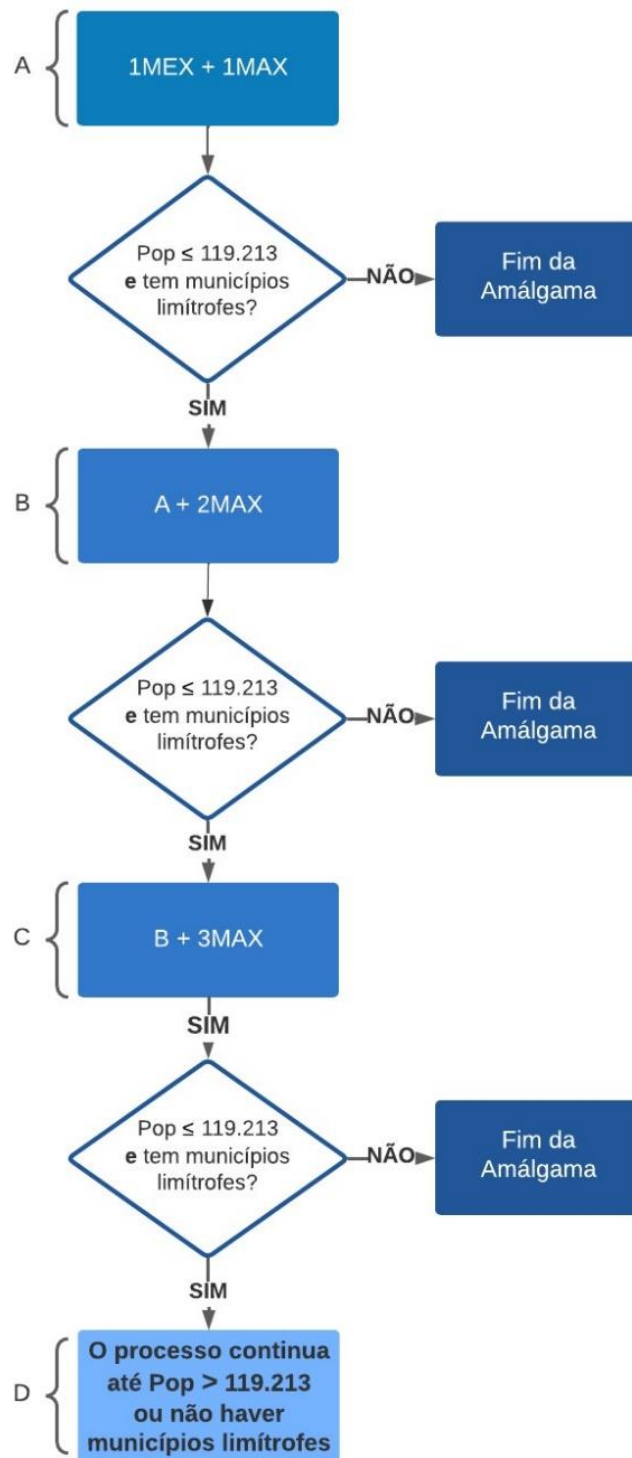 A
1MEX + 1MAX
Pop ≤ 119.213
e tem municípios
limítrofes?
NÃO
Fim da
Amálgama
SIM
B
A + 2MAX
Pop ≤ 119.213
e tem municípios
limítrofes?
NÃO
Fim da
Amálgama
SIM
C
B + 3MAX
SIM
Pop ≤ 119.213
e tem municípios
limítrofes?
NÃO
Fim da
Amálgama
SIM
D
O processo continua
até Pop > 119.213
ou não haver
municípios limítrofes